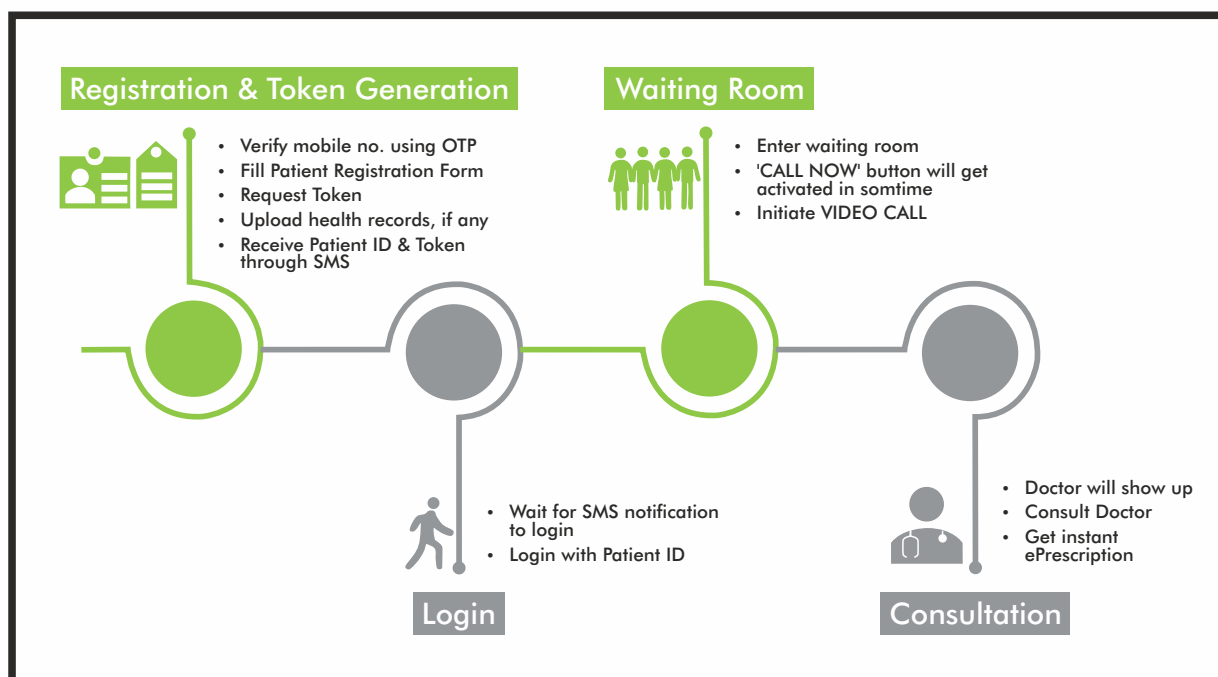 Registration & Token Generation
• Verify mobile no. using OTP
• Fill Patient Registration Form
• Request Token
• Upload health records, if any
• Receive Patient ID & Token
through SMS
• Wait for SMS notification
to login
• Login with Patient ID
Login
Waiting Room
• Enter waiting room
• 'CALL NOW' button will get
activated in somtime
• Initiate VIDEO CALL
• Doctor will show up
• Consult Doctor
• Get instant
ePrescription
Consultation